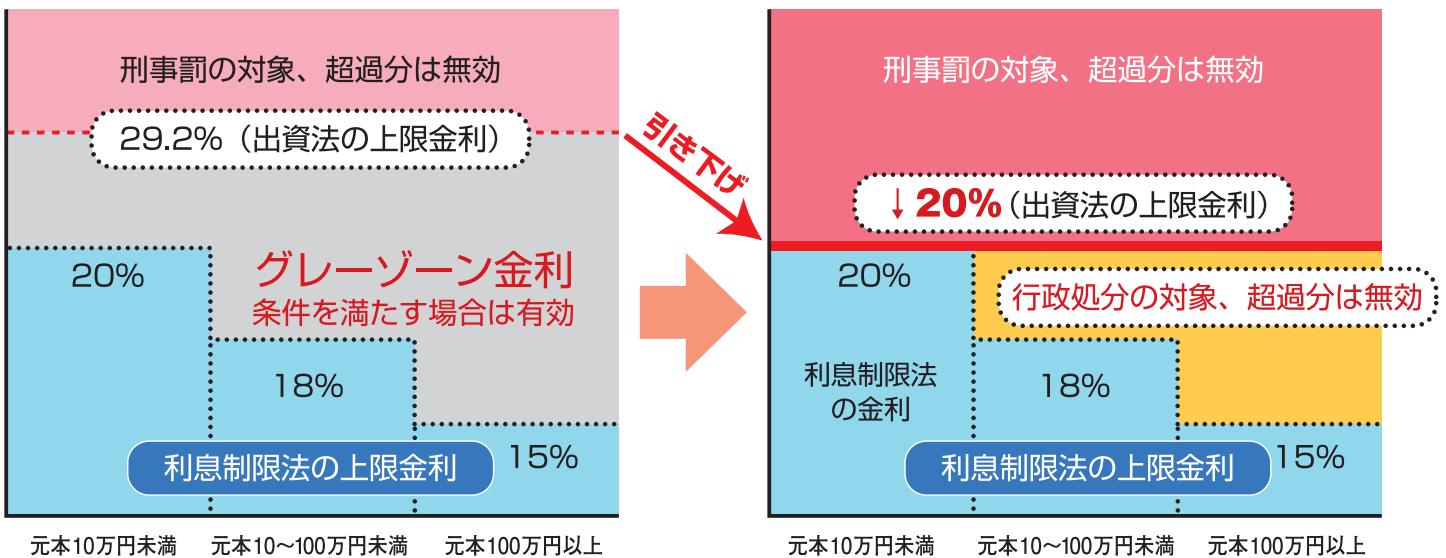 刑事罰の対象、超過分は無効
29.2%（出資法の上限金利）
20%
グレーゾーン金利
条件を満たす場合は有効
18%
利息制限法の上限金利
15%
元本10万円未満
元本10～100万円未満
元本100万円以上
引き下げ
刑事罰の対象、超過分は無効
↓20%（出資法の上限金利）
20%
行政処分の対象、超過分は無効
利息制限法
の金利
18%
利息制限法の上限金利
15%
元本10万円未満
元本10～100万円未満
元本100万円以上